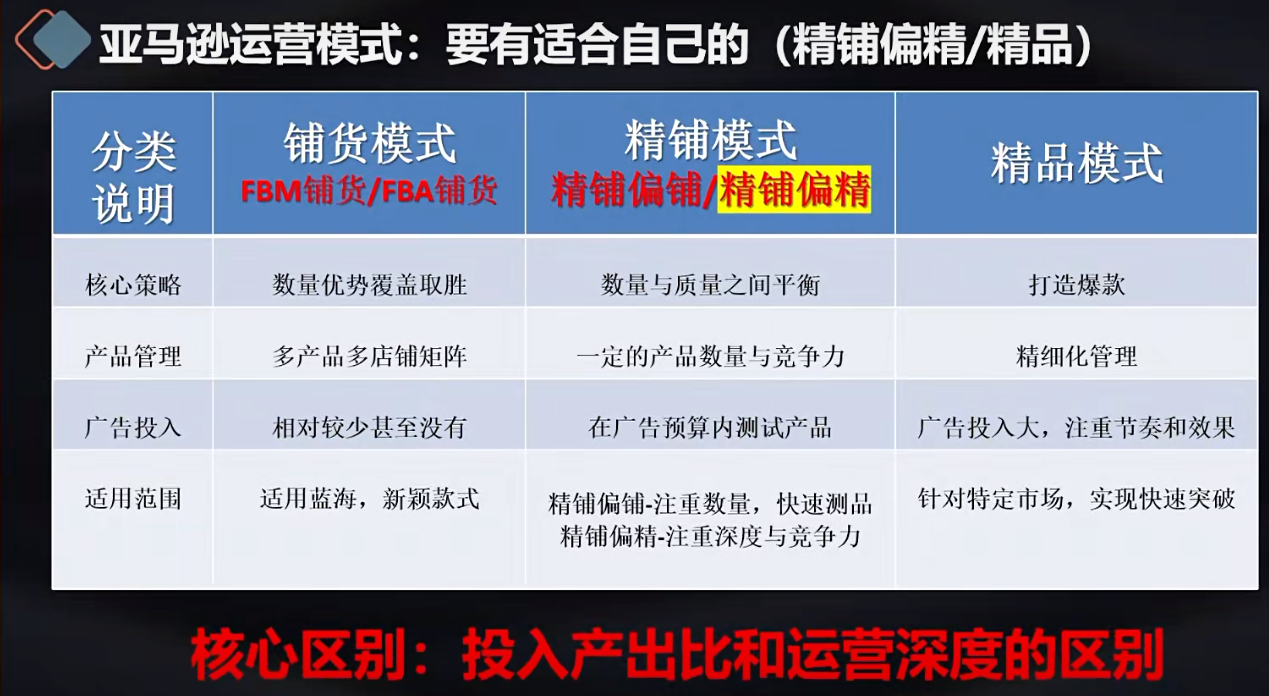 亚马逊运营模式：要有适合自己的（精铺偏精/精品）
分类说明
铺货模式
FBM铺货/FBA铺货
精铺模式
精铺偏铺/精铺偏精
精品模式
核心策略
数量优势覆盖取胜
数量与质量之间平衡
打造爆款
产品管理
多产品多店铺矩阵
一定的产品数量与竞争力
精细化管理
广告投入
相对较少甚至没有
在广告预算内测试产品
广告投入大，注重节奏和效果
适用范围
适用蓝海，新颖款式
精铺偏铺-注重数量，快速测品
精铺偏精-注重深度与竞争力
针对特定市场，实现快速突破
核心区别：投入产出比和运营深度的区别